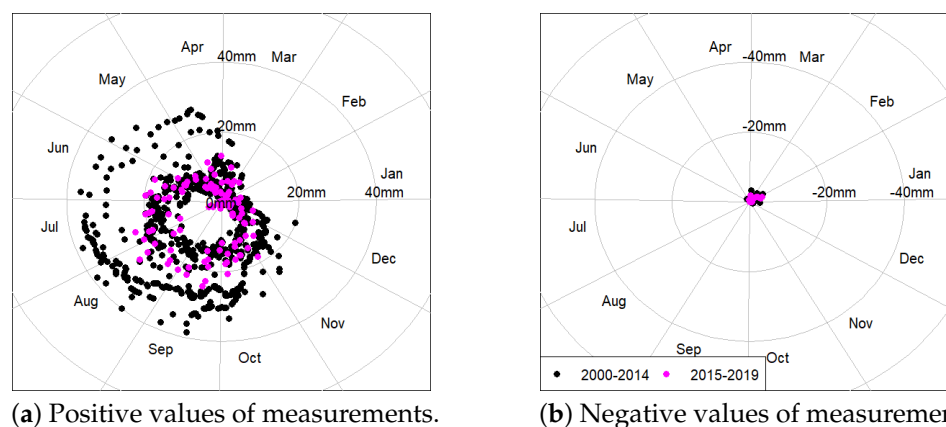 Apr 40mm Mar
May
Feb
20mm
Jun
Jan
0mm 20mm 40mm
Jul
Dec
Aug
Nov
Sep
Oct
(a) Positive values of measurements.
Apr -40mm Mar
May
Feb
-20mm
Jun
Jan
-20mm -40mm
Jul
Dec
Aug
Nov
Sep
Oct
2000-2014 2015-2019
(b) Negative values of measuremen